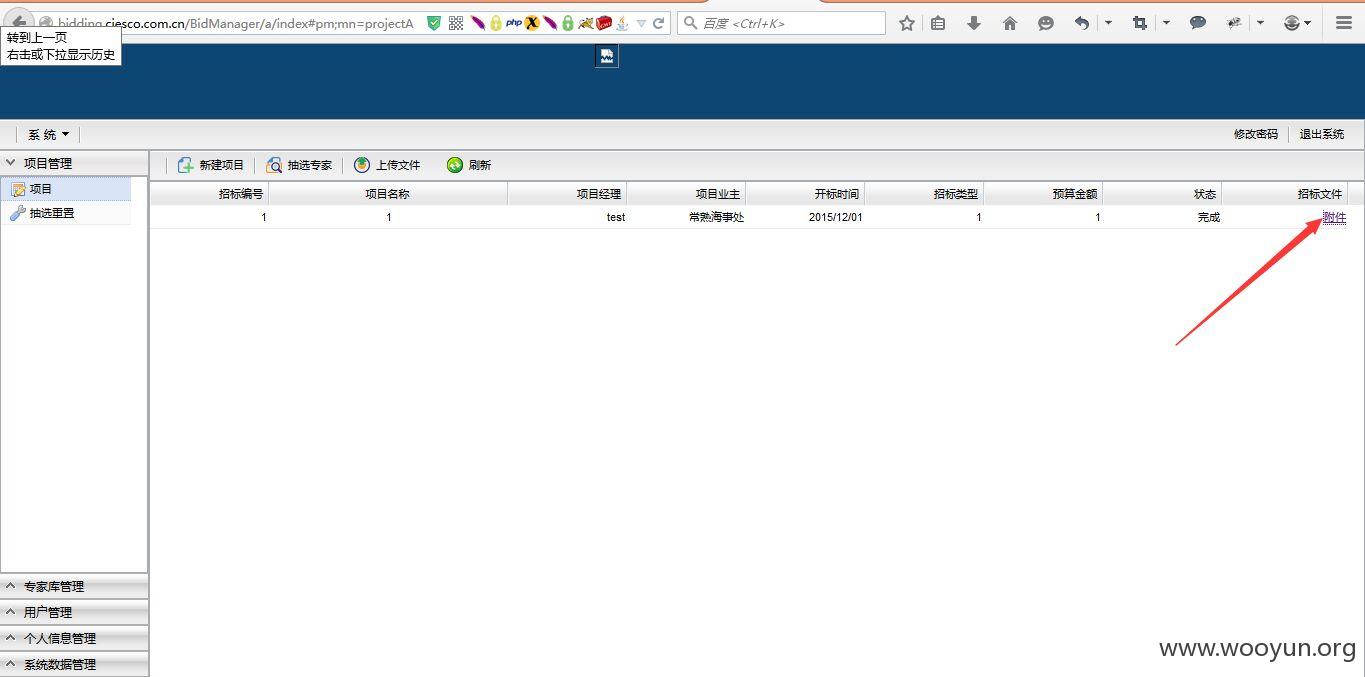 bidding.ciesco.com.cn/BidManager/a/index#pm;mn=projectA
php
百度 <Ctrl+K>
转到上一页
右击或下拉显示历史
系统
修改密码
退出系统
项目管理
新建项目
抽选专家
上传文件
刷新
项目
抽选重置
招标编号 项目名称 项目经理 项目业主 开标时间 招标类型 预算金额 状态 招标文件
1 1 test 常熟海事处 2015/12/01 1 1 完成 附件
专家库管理
用户管理
个人信息管理
系统数据管理
www.wooyun.org